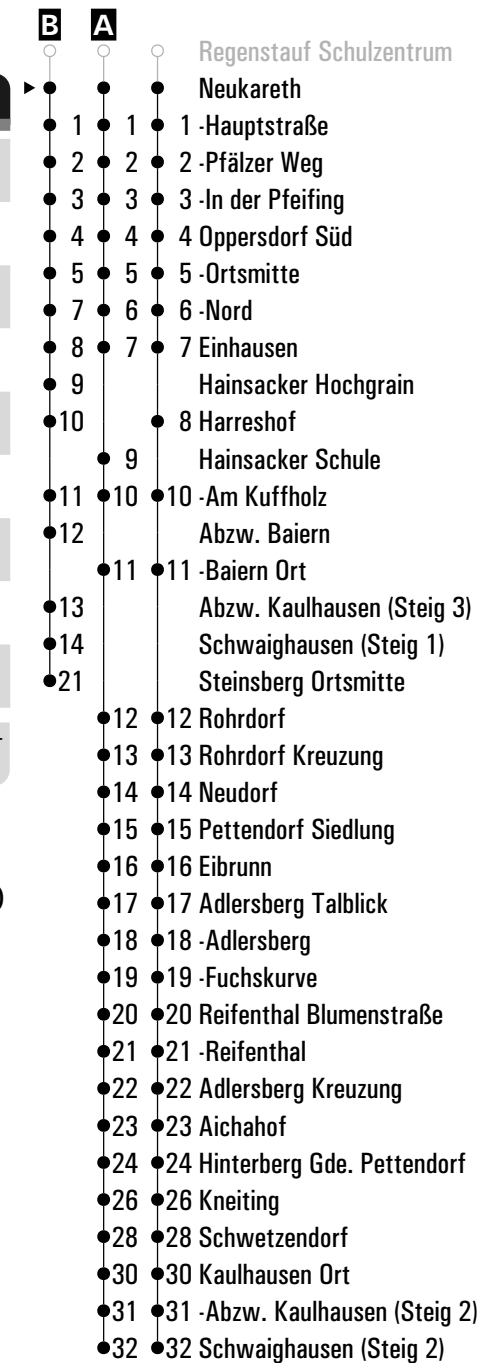 B A
Regenstauf Schulzentrum
Neukareth
1 1 1 -Hauptstraße
2 2 2 -Pfälzer Weg
3 3 3 -In der Pfeifing
4 4 4 Oppersdorf Süd
5 5 5 -Ortsmitte
7 6 6 -Nord
8 7 7 Einhausen
9 Hainsacker Hochgrain
10 8 Harreshof
9 Hainsacker Schule
11 10 10 -Am Kuffholz
12 Abzw. Baiern
11 11 -Baiern Ort
13 Abzw. Kaulhausen (Steig 3)
14 Schwaighausen (Steig 1)
21 Steinsberg Ortsmitte
12 12 Rohrdorf
13 13 Rohrdorf Kreuzung
14 14 Neudorf
15 15 Pettendorf Siedlung
16 16 Eibrunn
17 17 Adlersberg Talblick
18 18 -Adlersberg
19 19 -Fuchskurve
20 20 Reifenthal Blumenstraße
21 21 -Reifenthal
22 22 Adlersberg Kreuzung
23 23 Aichahof
24 24 Hinterberg Gde. Pettendorf
26 26 Kneiting
28 28 Schwetzendorf
30 30 Kaulhausen Ort
31 31 -Abzw. Kaulhausen (Steig 2)
32 32 Schwaighausen (Steig 2)